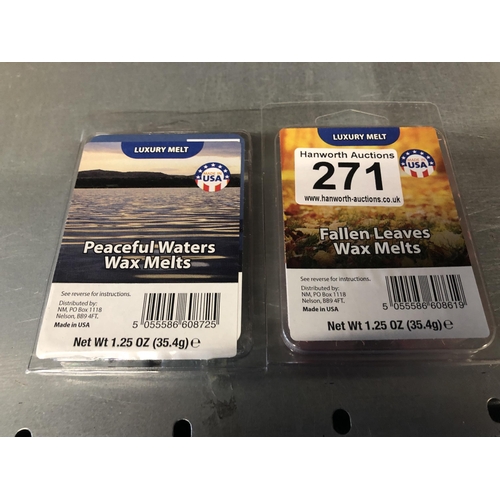 LUXURY MELT
MADE IN
USA
Peaceful Waters
Wax Melts
See reverse for instructions.
Distributed by:
NM, PO Box 1118
Nelson, BB9 4FT.
Made in USA
5 055586 608725
Net Wt 1.25 OZ (35.4g) e
LUXURY MELT
Hanworth Auctions
271
www.hanworth-auctions.co.uk
USA
Fallen Leaves
Wax Melts
See reverse for instructions.
Distributed by:
NM, PO Box 1118
Nelson, BB9 4FT.
Made in USA
5 055586 608619
Net Wt 1.25 OZ (35.4g) e